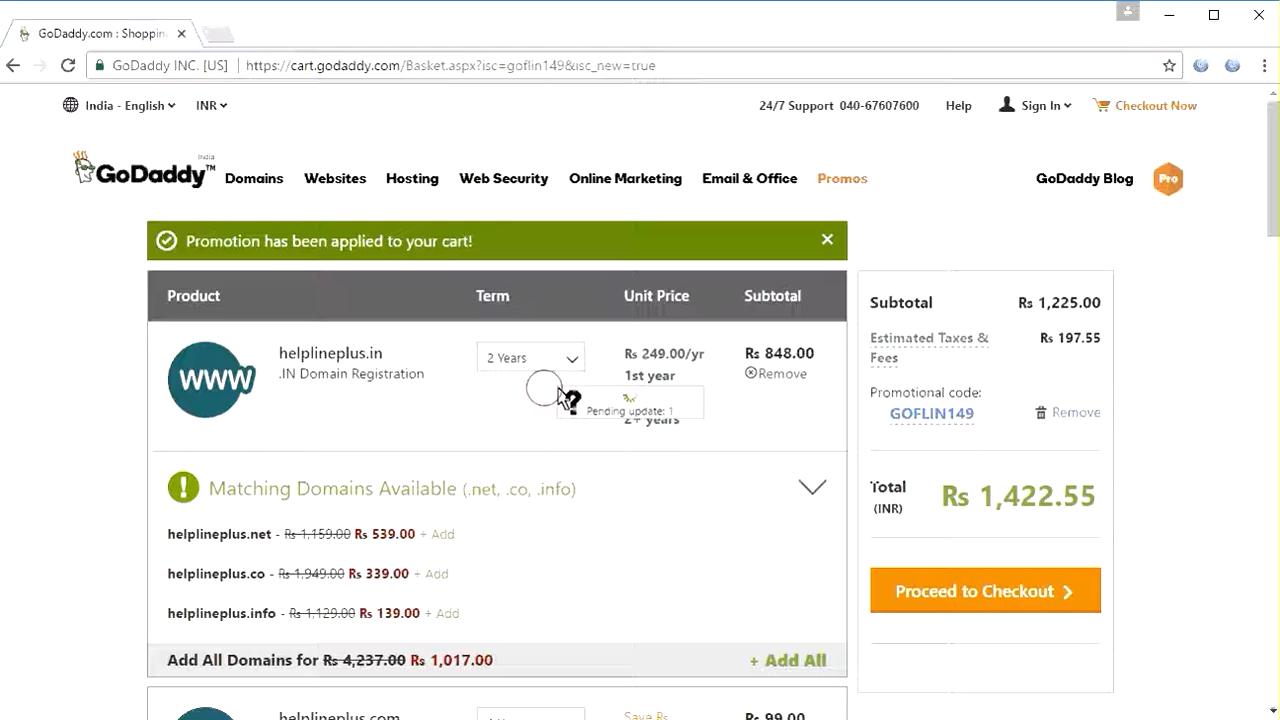 GoDaddy.com : Shoppin
GoDaddy INC. [US] https://cart.godaddy.com/Basket.aspx?isc=goflin149&isc_new=true
India - English INR 24/7 Support 040-67607600 Help Sign In Checkout Now
India
GoDaddy™ Domains Websites Hosting Web Security Online Marketing Email & Office Promos GoDaddy Blog Pro
Promotion has been applied to your cart!
Product Term Unit Price Subtotal
WWW
helplineplus.in 2 Years Rs 249.00/yr Rs 848.00
.IN Domain Registration 1st year Remove
Pending update: 1
2+ years
Matching Domains Available (.net, .co, .info)
helplineplus.net - Rs 1,159.00 Rs 539.00 + Add
helplineplus.co - Rs 1,949.00 Rs 339.00 + Add
helplineplus.info - Rs 1,129.00 Rs 139.00 + Add
Add All Domains for Rs 4,237.00 Rs 1,017.00 + Add All
helplineplus.com Save Rs Rs 99.00
Subtotal Rs 1,225.00
Estimated Taxes & Rs 197.55
Fees
Promotional code:
GOFLIN149 Remove
Total Rs 1,422.55
(INR)
Proceed to Checkout